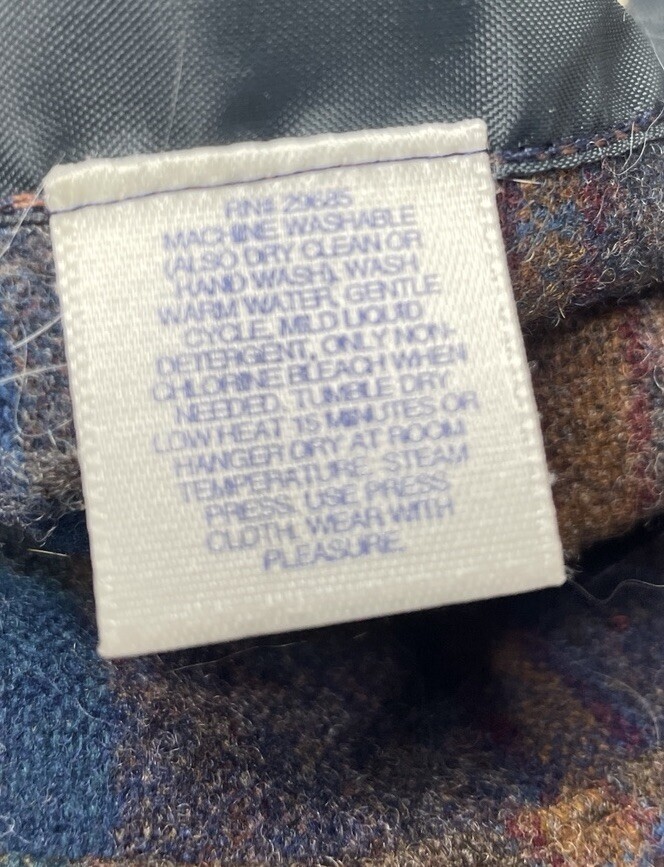 RN# 29685
MACHINE WASHABLE
(ALSO DRY CLEAN OR
HAND WASH). WASH
WARM WATER, GENTLE
CYCLE, MILD LIQUID
DETERGENT, ONLY NON-
CHLORINE BLEACH WHEN
NEEDED. TUMBLE DRY
LOW HEAT 15 MINUTES OR
HANGER DRY AT ROOM
TEMPERATURE. STEAM
PRESS. USE PRESS
CLOTH. WEAR WITH
PLEASURE.